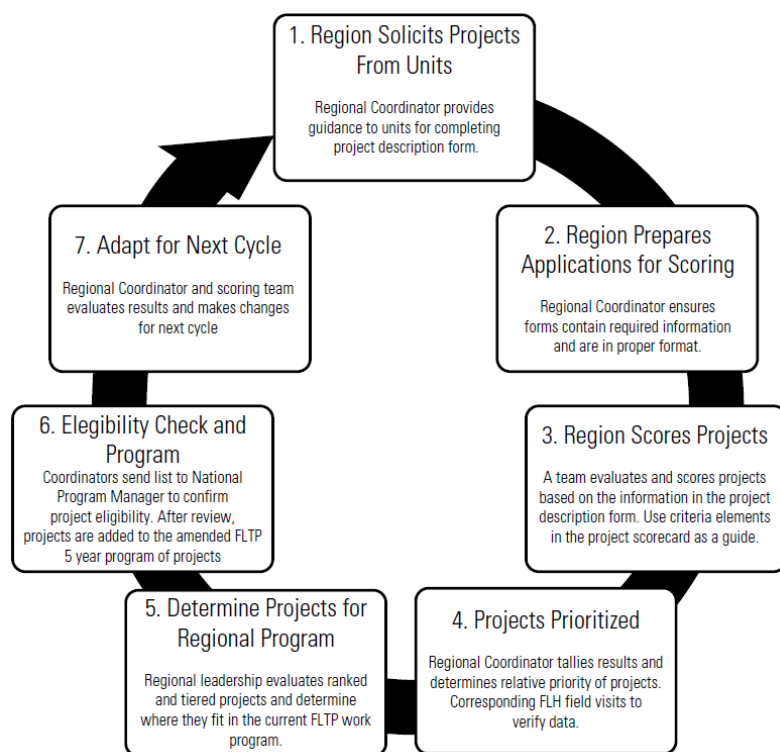 1. Region Solicits Projects
From Units
Regional Coordinator provides
guidance to units for completing
project description form.
2. Region Prepares
Applications for Scoring
Regional Coordinator ensures
forms contain required information
and are in proper format.
3. Region Scores Projects
A team evaluates and scores projects
based on the information in the project
description form. Use criteria elements
in the project scorecard as a guide.
4. Projects Prioritized
Regional Coordinator tallies results and
determines relative priority of projects.
Corresponding FLH field visits to
verify data.
5. Determine Projects for
Regional Program
Regional leadership evaluates ranked
and tiered projects and determine
where they fit in the current FLTP work
program.
6. Elegibility Check and
Program
Coordinators send list to National
Program Manager to confirm
project eligibility. After review,
projects are added to the amended FLTP
5 year program of projects
7. Adapt for Next Cycle
Regional Coordinator and scoring team
evaluates results and makes changes
for next cycle